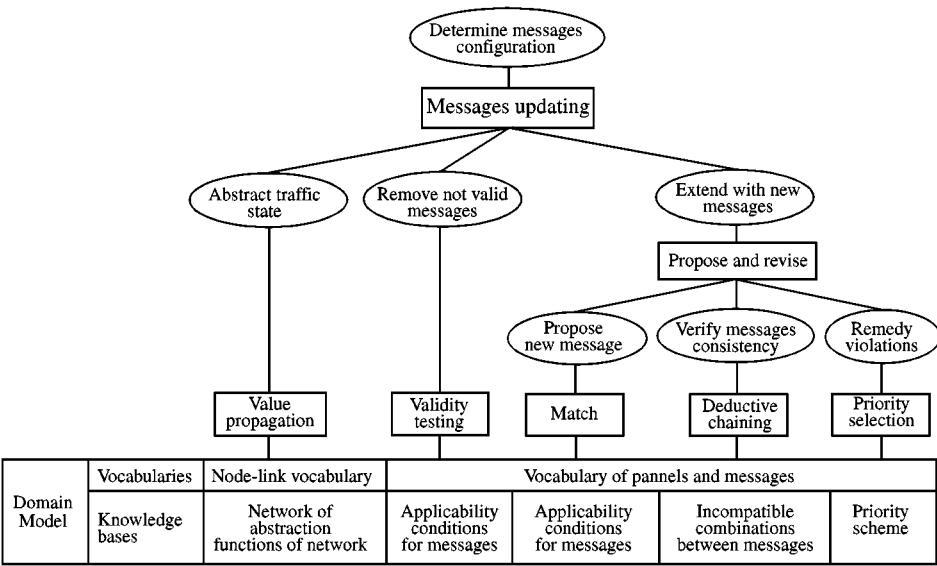 Determine messages
configuration
Messages updating
Abstract traffic
state
Remove not valid
messages
Extend with new
messages
Propose and revise
Propose
new message
Verify messages
consistency
Remedy
violations
Value
propagation
Validity
testing
Match
Deductive
chaining
Priority
selection
Domain
Model
Vocabularies
Node-link vocabulary
Vocabulary of pannels and messages
Knowledge
bases
Network of
abstraction
functions of network
Applicability
conditions
for messages
Applicability
conditions
for messages
Incompatible
combinations
between messages
Priority
scheme